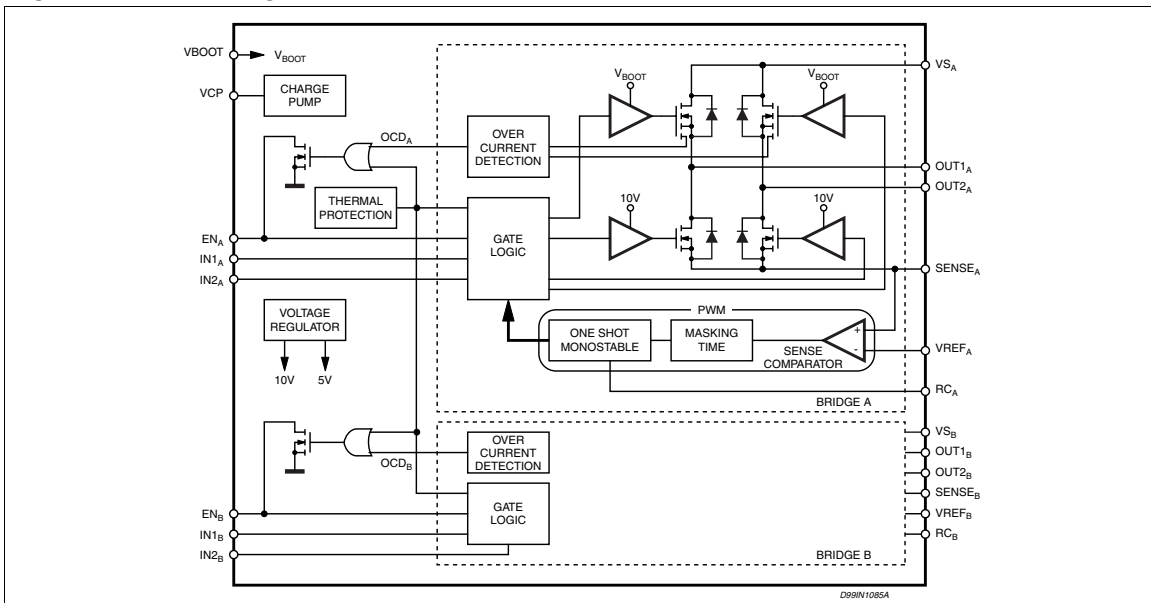 VBOOT
VBOOT
VCP
CHARGE
PUMP
OCDA
OVER
CURRENT
DETECTION
VBOOT
VBOOT
VSA
OUT1A
OUT2A
THERMAL
PROTECTION
GATE
LOGIC
10V
10V
ENA
IN1A
IN2A
SENSEA
VOLTAGE
REGULATOR
10V
5V
PWM
ONE SHOT
MONOSTABLE
MASKING
TIME
+
-
SENSE
COMPARATOR
VREFA
RCA
BRIDGE A
OCDB
OVER
CURRENT
DETECTION
VSB
OUT1B
OUT2B
SENSEB
VREFB
RCB
GATE
LOGIC
ENB
IN1B
IN2B
BRIDGE B
D99IN1085A